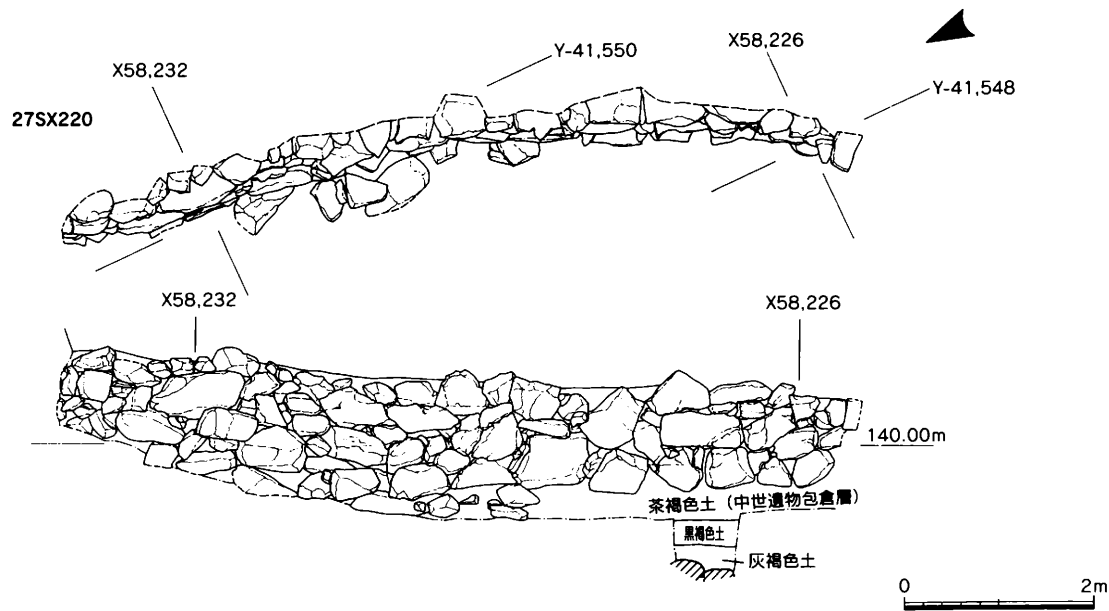 X58,226
Y-41,550
X58,232
Y-41,548
27SX220
X58,232
X58,226
140.00m
茶褐色土(中世遺物包倉層)
黒褐色土
灰褐色土
0 2m